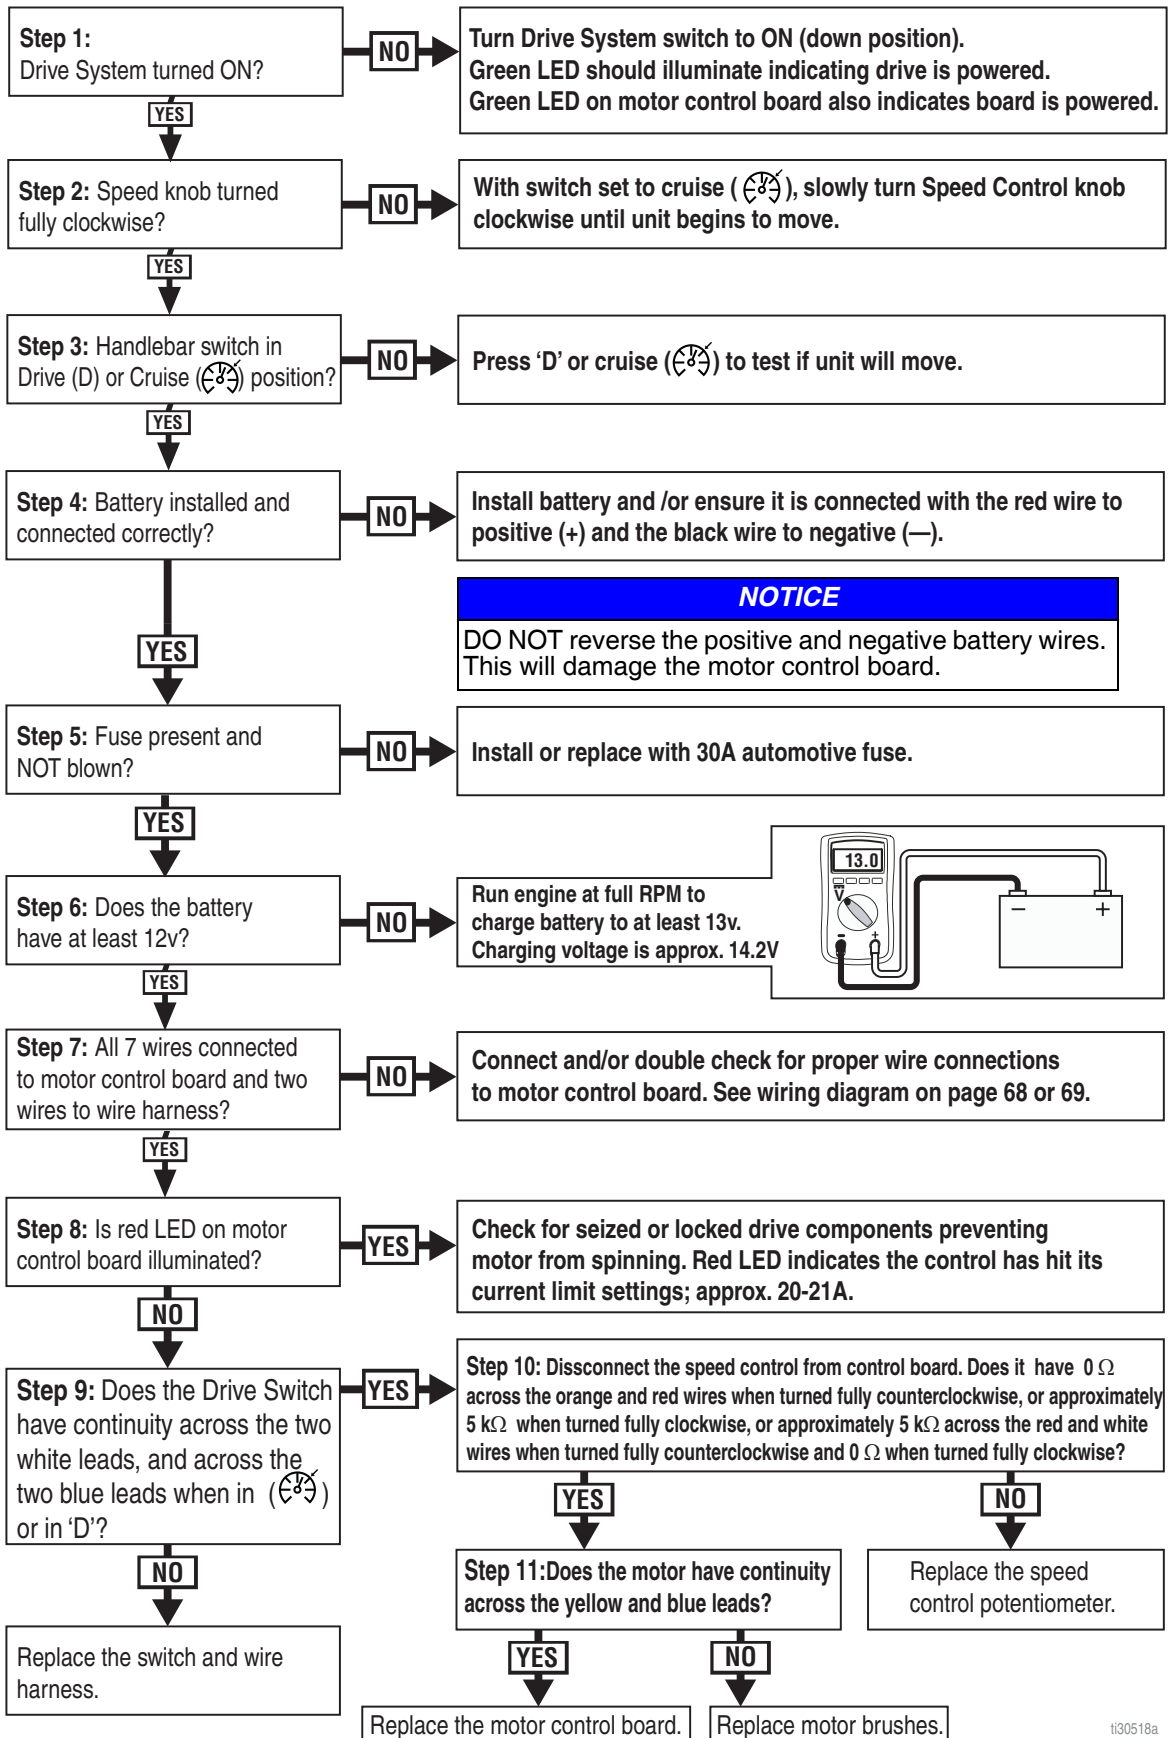 Step 1:
Drive System turned ON?
NO
Turn Drive System switch to ON (down position).
Green LED should illuminate indicating drive is powered.
Green LED on motor control board also indicates board is powered.
YES
Step 2: Speed knob turned
fully clockwise?
NO
With switch set to cruise ( ), slowly turn Speed Control knob
clockwise until unit begins to move.
YES
Step 3: Handlebar switch in
Drive (D) or Cruise ( ) position?
NO
Press ‘D’ or cruise ( ) to test if unit will move.
YES
Step 4: Battery installed and
connected correctly?
NO
Install battery and /or ensure it is connected with the red wire to
positive (+) and the black wire to negative (—).
NOTICE
DO NOT reverse the positive and negative battery wires.
This will damage the motor control board.
YES
Step 5: Fuse present and
NOT blown?
NO
Install or replace with 30A automotive fuse.
YES
Step 6: Does the battery
have at least 12v?
NO
Run engine at full RPM to
charge battery to at least 13v.
Charging voltage is approx. 14.2V
13.0
V
- +
− +
YES
Step 7: All 7 wires connected
to motor control board and two
wires to wire harness?
NO
Connect and/or double check for proper wire connections
to motor control board. See wiring diagram on page 68 or 69.
YES
Step 8: Is red LED on motor
control board illuminated?
YES
Check for seized or locked drive components preventing
motor from spinning. Red LED indicates the control has hit its
current limit settings; approx. 20-21A.
NO
Step 9: Does the Drive Switch
have continuity across the two
white leads, and across the
two blue leads when in ( )
or in ‘D’?
YES
Step 10: Dissconnect the speed control from control board. Does it have 0 Ω
across the orange and red wires when turned fully counterclockwise, or approximately
5 kΩ when turned fully clockwise, or approximately 5 kΩ across the red and white
wires when turned fully counterclockwise and 0 Ω when turned fully clockwise?
NO
Replace the switch and wire
harness.
YES
Step 11:Does the motor have continuity
across the yellow and blue leads?
NO
Replace the speed
control potentiometer.
YES
Replace the motor control board.
NO
Replace motor brushes.
ti30518a